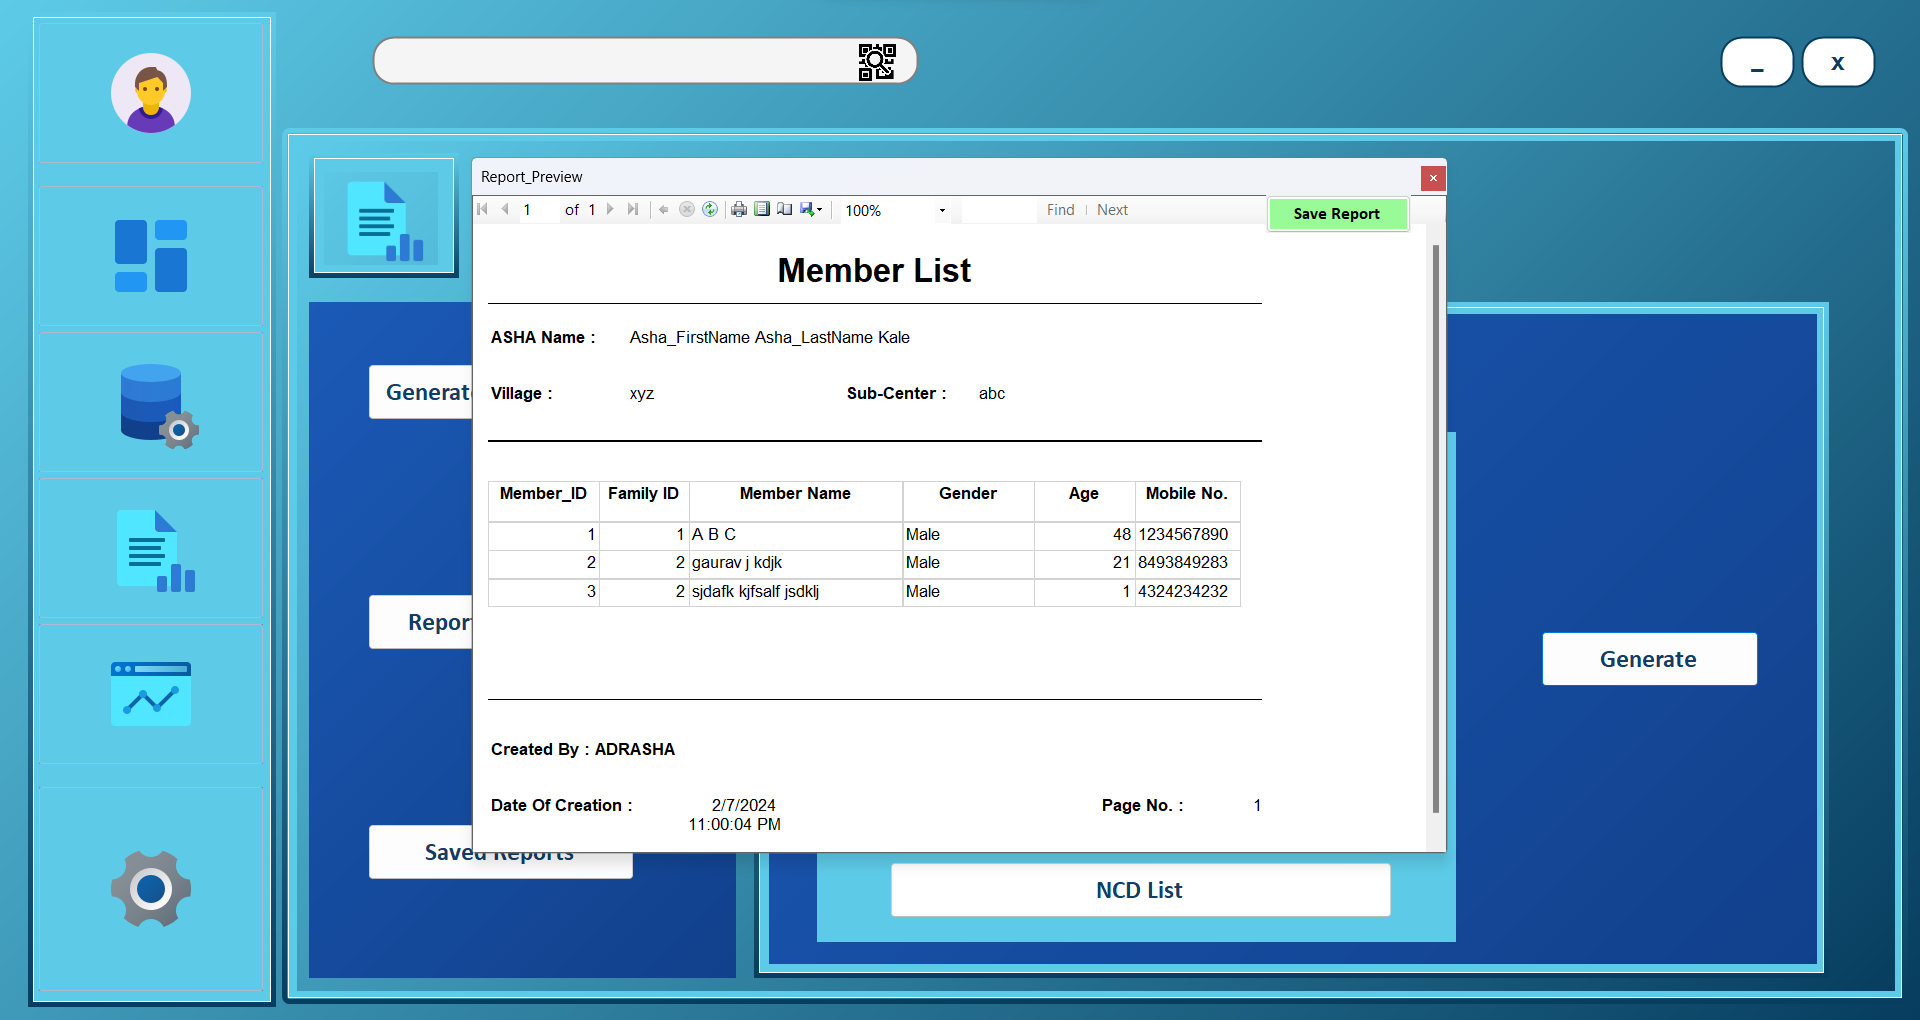 _ x
Report_Preview ×
1 of 1 100% Find Next Save Report
Member List
ASHA Name : Asha_FirstName Asha_LastName Kale
Village : xyz Sub-Center : abc
Member_ID Family ID Member Name Gender Age Mobile No.
1 1 A B C Male 48 1234567890
2 2 gaurav j kdjk Male 21 8493849283
3 2 sjdafk kjfsalf jsdklj Male 1 4324234232
Created By : ADRASHA
Date Of Creation : 2/7/2024 Page No. : 1
11:00:04 PM
Generate
Saved Reports
NCD List
Generate